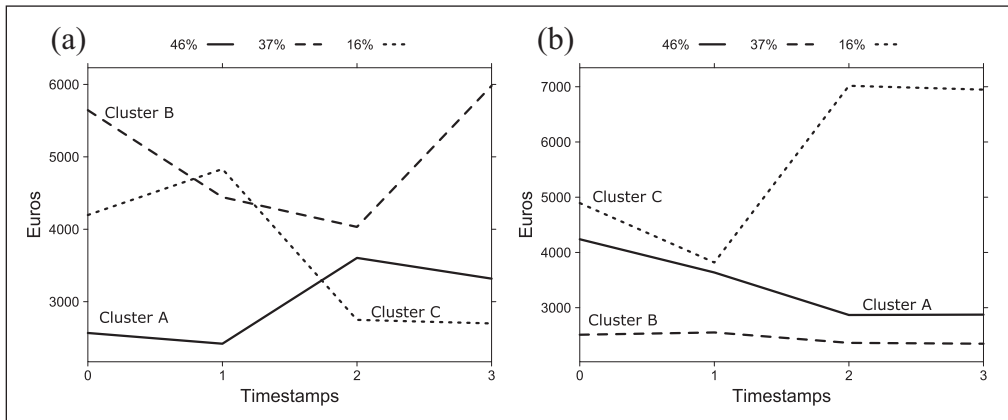 (a)
46% 37% 16%
6000
5000
4000
3000
Euros
Cluster B
Cluster A
Cluster C
0 1 2 3
Timestamps
(b)
46% 37% 16%
7000
6000
5000
4000
3000
Euros
Cluster C
Cluster A
Cluster B
0 1 2 3
Timestamps